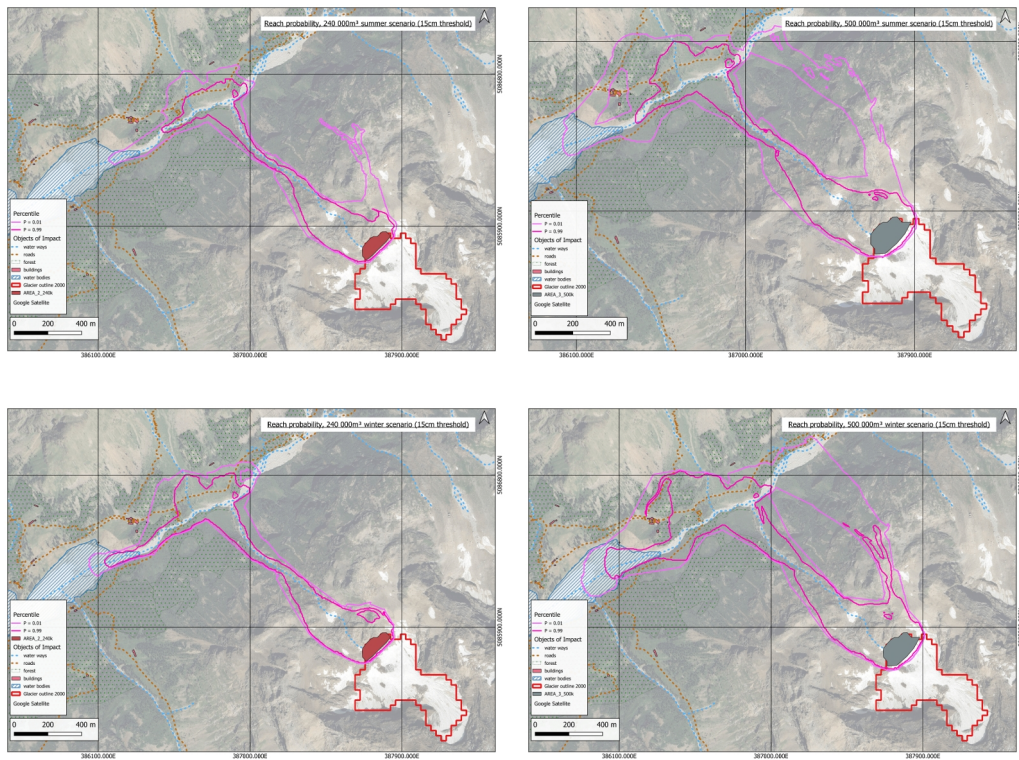 Reach probability, 240 000m³ summer scenario (15cm threshold)
5086800.000N
5085900.000N
Percentile
P = 0.01
P = 0.99
Objects of Impact
water ways
roads
forest
buildings
water bodies
Glacier outline 2000
AREA_2_240k
Google Satellite
0 200 400 m
386100.000E 387000.000E 387900.000E
Reach probability, 500 000m³ summer scenario (15cm threshold)
Percentile
P = 0.01
P = 0.99
Objects of Impact
water ways
roads
forest
buildings
water bodies
Glacier outline 2000
AREA_3_500k
Google Satellite
0 200 400 m
386100.000E 387000.000E 387900.000E
Reach probability, 240 000m³ winter scenario (15cm threshold)
5086800.000N
5085900.000N
Percentile
P = 0.01
P = 0.99
AREA_2_240k
Objects of Impact
water ways
roads
forest
buildings
water bodies
Glacier outline 2000
Google Satellite
0 200 400 m
386100.000E 387000.000E 387900.000E
Reach probability, 500 000m³ winter scenario (15cm threshold)
Percentile
P = 0.01
P = 0.99
Objects of Impact
water ways
roads
forest
buildings
water bodies
Glacier outline 2000
AREA_3_500k
Google Satellite
0 200 400 m
386100.000E 387000.000E 387900.000E